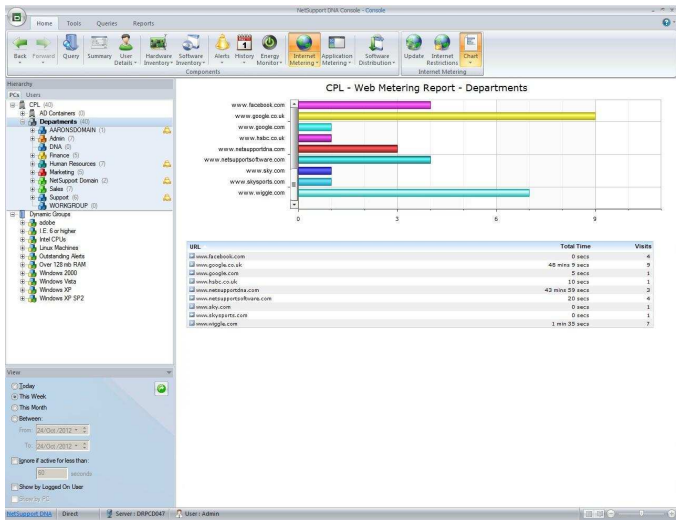 NetSupport DNA Console - Console
Home Tools Queries Reports
Back Forward Query Summary User Details Hardware Inventory Software Inventory Alerts History Energy Monitor Internet Metering Application Metering Software Distribution Update Internet Restrictions Chart
Components Internet Metering
Hierarchy
PCs Users
CPL (40)
AD Containers (0)
Departments (40)
AARONSDOMAIN (1)
Admin (7)
DNA (0)
Finance (5)
Human Resources (7)
Marketing (5)
NetSupport Domain (2)
Sales (7)
Support (6)
WORKGROUP (0)
Dynamic Groups
adobe
I.E. 6 or higher
Intel CPUs
Linux Machines
Outstanding Alerts
Over 128 mb RAM
Windows 2000
Windows Vista
Windows XP
Windows XP SP2
View
Today
This Week
This Month
Between:
From: 24/Oct/2012
To: 24/Oct/2012
Ignore if active for less than:
60 seconds
Show by Logged On User
Show by PC
CPL - Web Metering Report - Departments
www.facebook.com
www.google.co.uk
www.google.com
www.hsbc.co.uk
www.netsupportdna.com
www.netsupportsoftware.com
www.sky.com
www.skysports.com
www.wiggle.com
0 3 6 9
URL Total Time Visits
www.facebook.com 0 secs 4
www.google.co.uk 48 mins 9 secs 9
www.google.com 5 secs 1
www.hsbc.co.uk 10 secs 1
www.netsupportdna.com 43 mins 59 secs 3
www.netsupportsoftware.com 20 secs 4
www.sky.com 0 secs 1
www.skysports.com 0 secs 1
www.wiggle.com 1 min 35 secs 7
NetSupport DNA Direct Server : DRPCD047 User : Admin